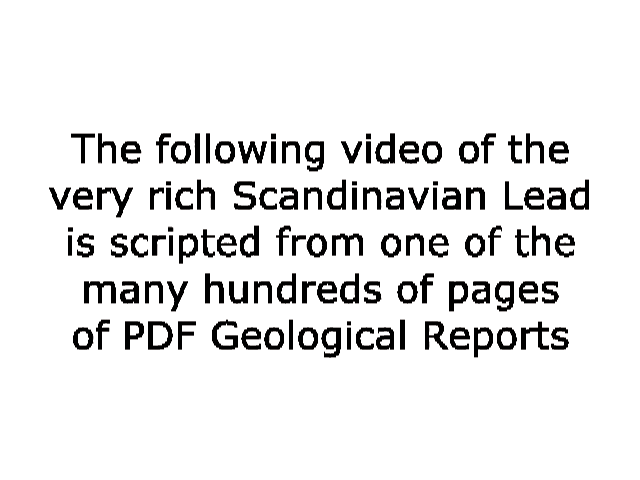 The following video of the
very rich Scandinavian Lead
is scripted from one of the
many hundreds of pages
of PDF Geological Reports